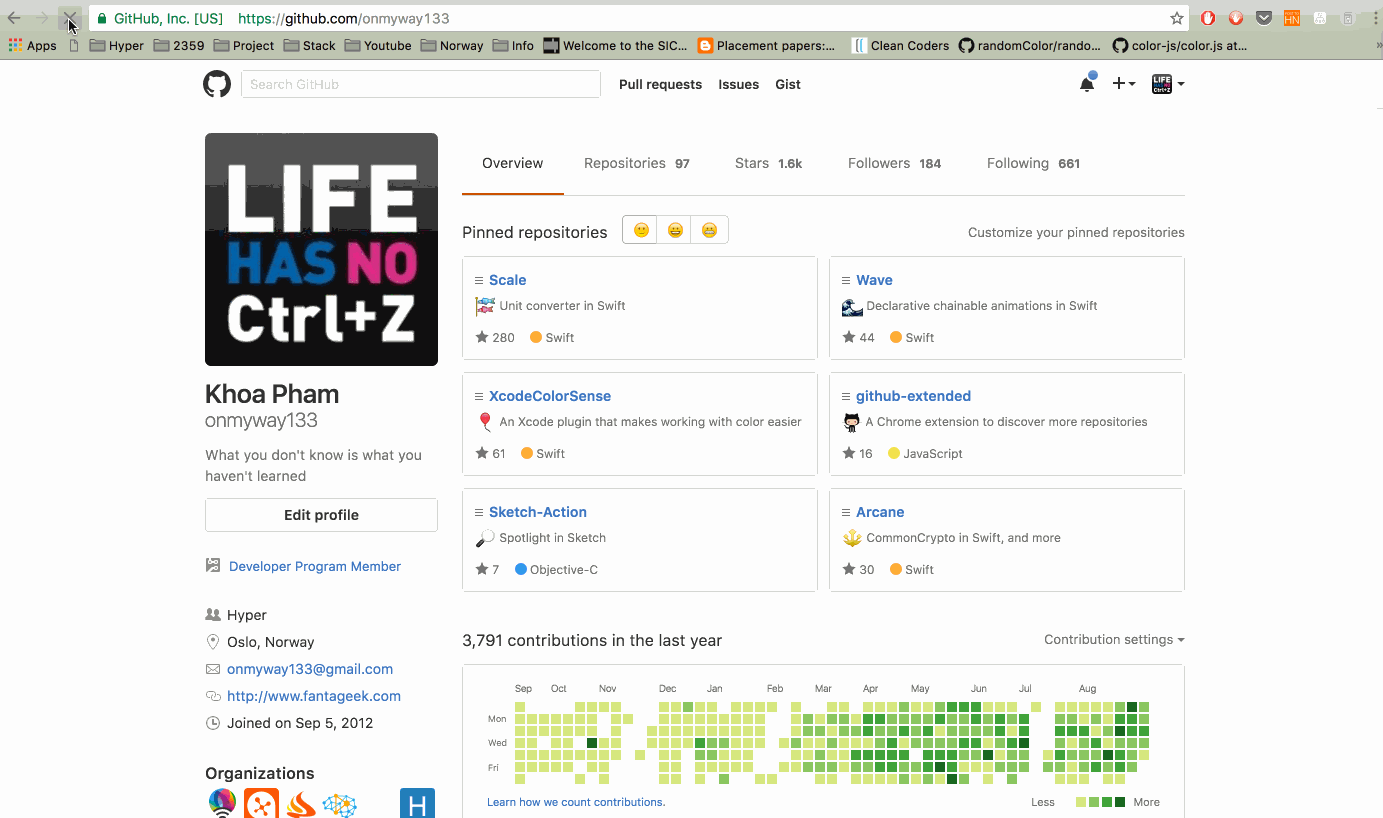 GitHub, Inc. [US] https://github.com/onmyway133
Apps Hyper 2359 Project Stack Youtube Norway Info Welcome to the SIC... Placement papers:... Clean Coders randomColor/rando... color-js/color.js at...
Search GitHub Pull requests Issues Gist
LIFE
HAS NO
Ctrl+Z
Khoa Pham
onmyway133
What you don't know is what you
haven't learned
Edit profile
Developer Program Member
Hyper
Oslo, Norway
onmyway133@gmail.com
http://www.fantageek.com
Joined on Sep 5, 2012
Organizations
H
Overview Repositories 97 Stars 1.6k Followers 184 Following 661
Pinned repositories Customize your pinned repositories
Scale
Unit converter in Swift
280 Swift
Wave
Declarative chainable animations in Swift
44 Swift
XcodeColorSense
An Xcode plugin that makes working with color easier
61 Swift
github-extended
A Chrome extension to discover more repositories
16 JavaScript
Sketch-Action
Spotlight in Sketch
7 Objective-C
Arcane
CommonCrypto in Swift, and more
30 Swift
3,791 contributions in the last year Contribution settings
Sep Oct Nov Dec Jan Feb Mar Apr May Jun Jul Aug
Mon
Wed
Fri
Learn how we count contributions. Less More